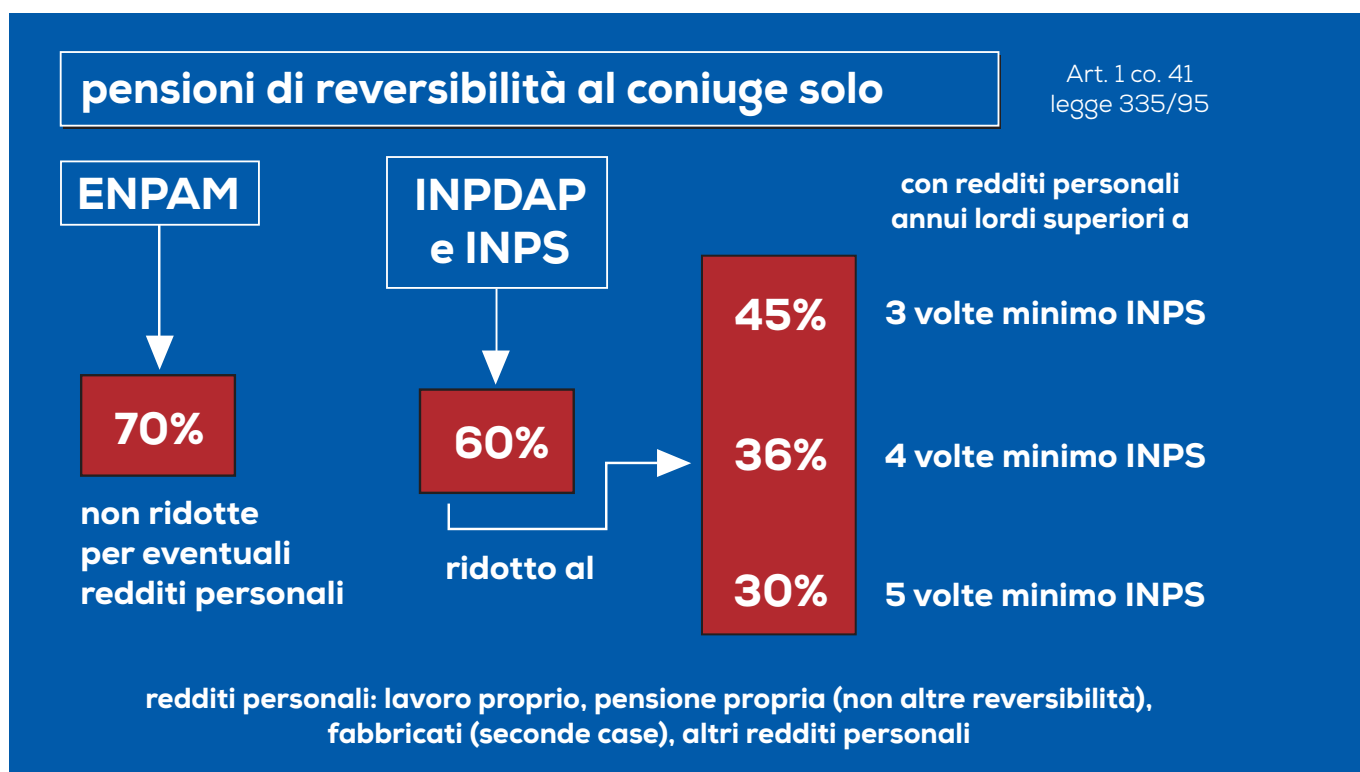 pensioni di reversibilità al coniuge solo
Art. 1 co. 41
legge 335/95
ENPAM
70%
non ridotte
per eventuali
redditi personali
INPDAP
e INPS
60%
ridotto al
con redditi personali
annui lordi superiori a
45% 3 volte minimo INPS
36% 4 volte minimo INPS
30% 5 volte minimo INPS
redditi personali: lavoro proprio, pensione propria (non altre reversibilità),
fabbricati (seconde case), altri redditi personali